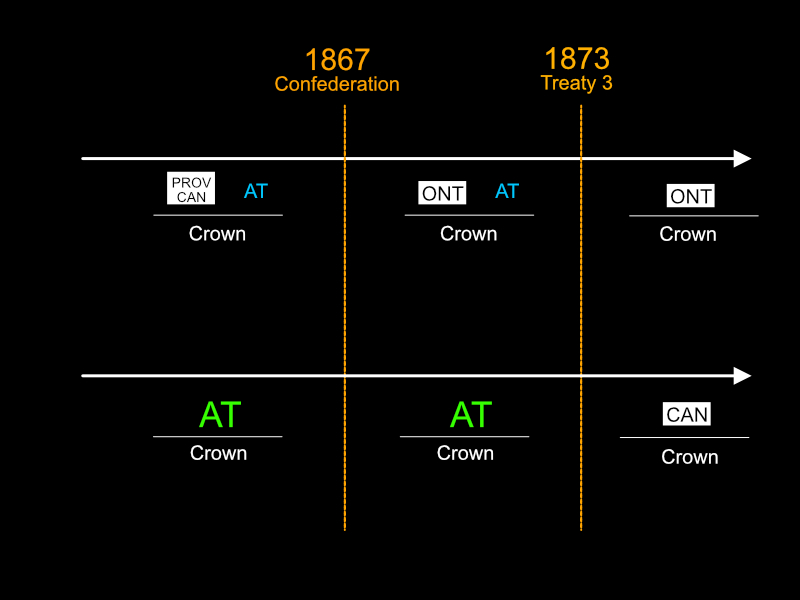 1867
Confederation
1873
Treaty 3
PROV
CAN
AT
Crown
ONT
AT
Crown
ONT
Crown
AT
Crown
AT
Crown
CAN
Crown